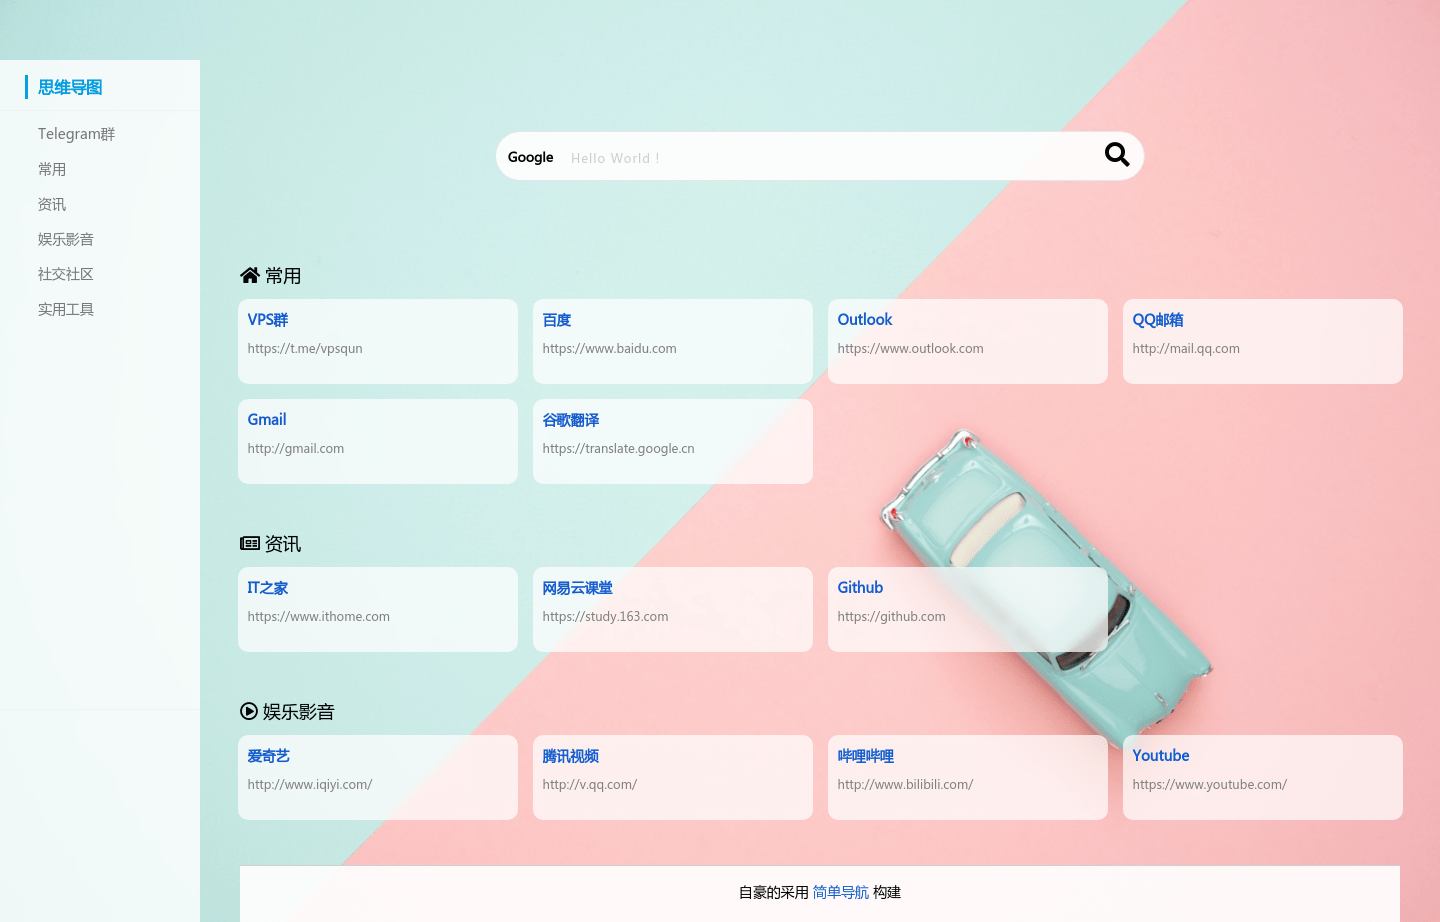 思维导图
Telegram群
常用
资讯
娱乐影音
社交社区
实用工具
Google Hello World !
常用
VPS群
https://t.me/vpsqun
百度
https://www.baidu.com
Outlook
https://www.outlook.com
QQ邮箱
http://mail.qq.com
Gmail
http://gmail.com
谷歌翻译
https://translate.google.cn
资讯
IT之家
https://www.ithome.com
网易云课堂
https://study.163.com
Github
https://github.com
娱乐影音
爱奇艺
http://www.iqiyi.com/
腾讯视频
http://v.qq.com/
哔哩哔哩
http://www.bilibili.com/
Youtube
https://www.youtube.com/
自豪的采用 简单导航 构建